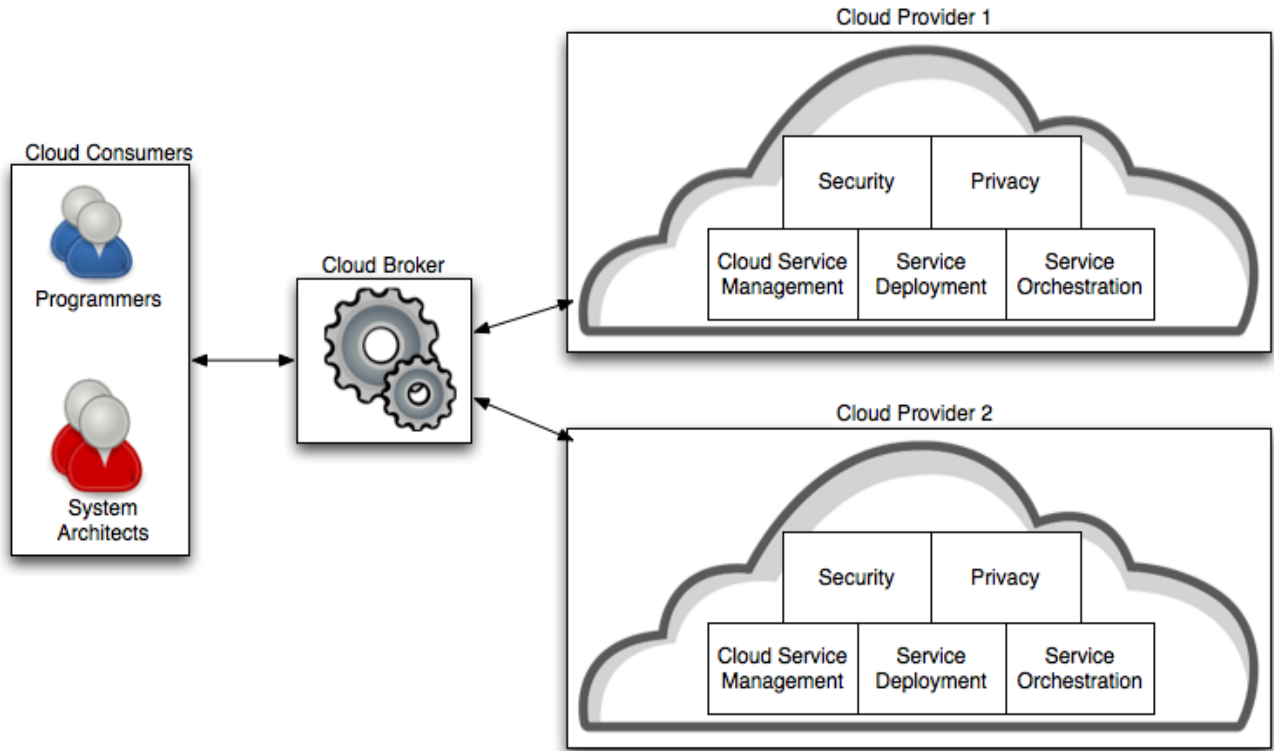 Cloud Provider 1
Security
Privacy
Cloud Service
Management
Service
Deployment
Service
Orchestration
Cloud Consumers
Programmers
System
Architects
Cloud Broker
Cloud Provider 2
Security
Privacy
Cloud Service
Management
Service
Deployment
Service
Orchestration